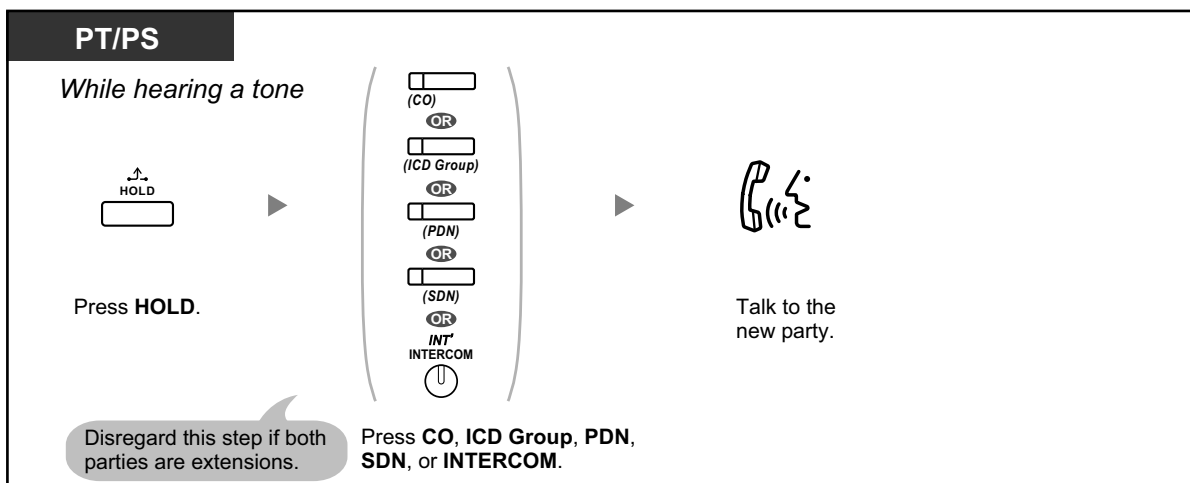 PT/PS
While hearing a tone
HOLD
Press HOLD.
(CO)
OR
(ICD Group)
OR
(PDN)
OR
(SDN)
OR
INT'
INTERCOM
Disregard this step if both
parties are extensions.
Press CO, ICD Group, PDN,
SDN, or INTERCOM.
Talk to the
new party.